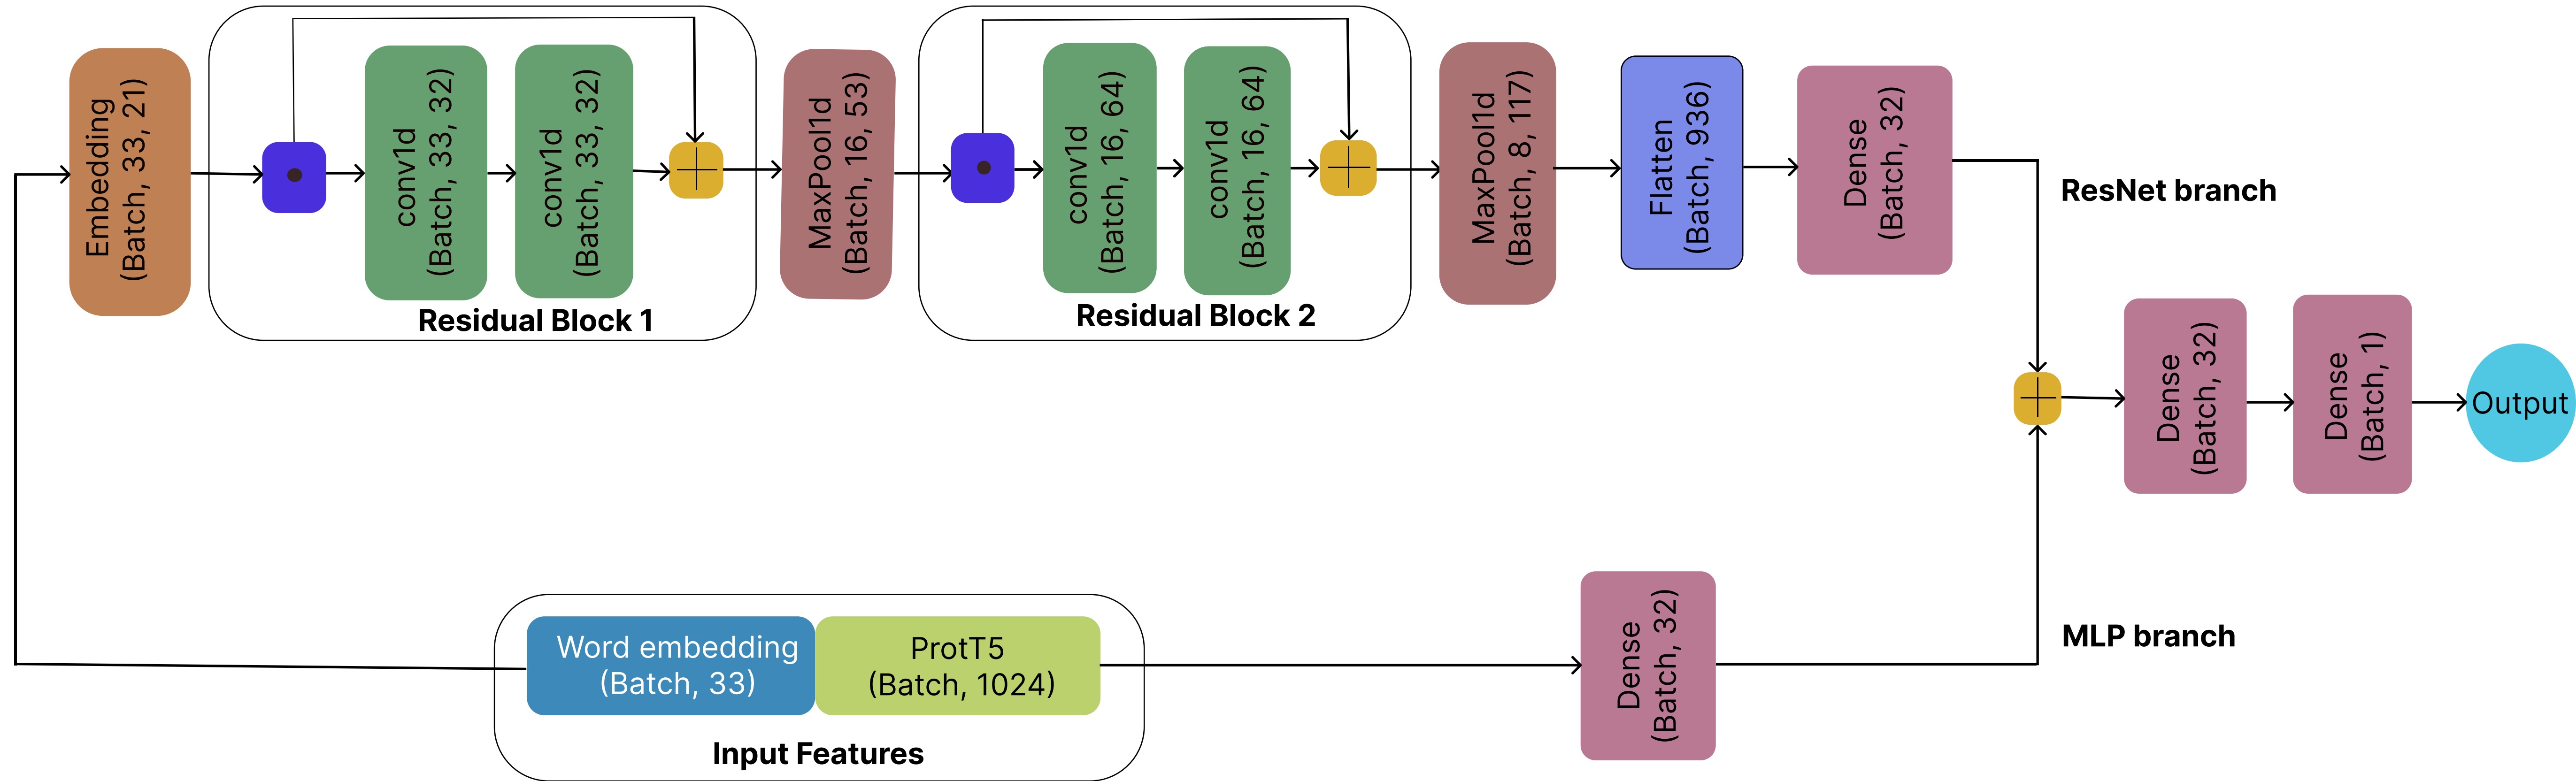 Embedding
(Batch, 33, 21)
conv1d
(Batch, 33, 32)
conv1d
(Batch, 33, 32)
Residual Block 1
MaxPool1d
(Batch, 16, 53)
conv1d
(Batch, 16, 64)
conv1d
(Batch, 16, 64)
Residual Block 2
MaxPool1d
(Batch, 8, 117)
Flatten
(Batch, 936)
Dense
(Batch, 32)
ResNet branch
Dense
(Batch, 32)
Dense
(Batch, 1)
Output
Word embedding
(Batch, 33)
ProtT5
(Batch, 1024)
Input Features
Dense
(Batch, 32)
MLP branch